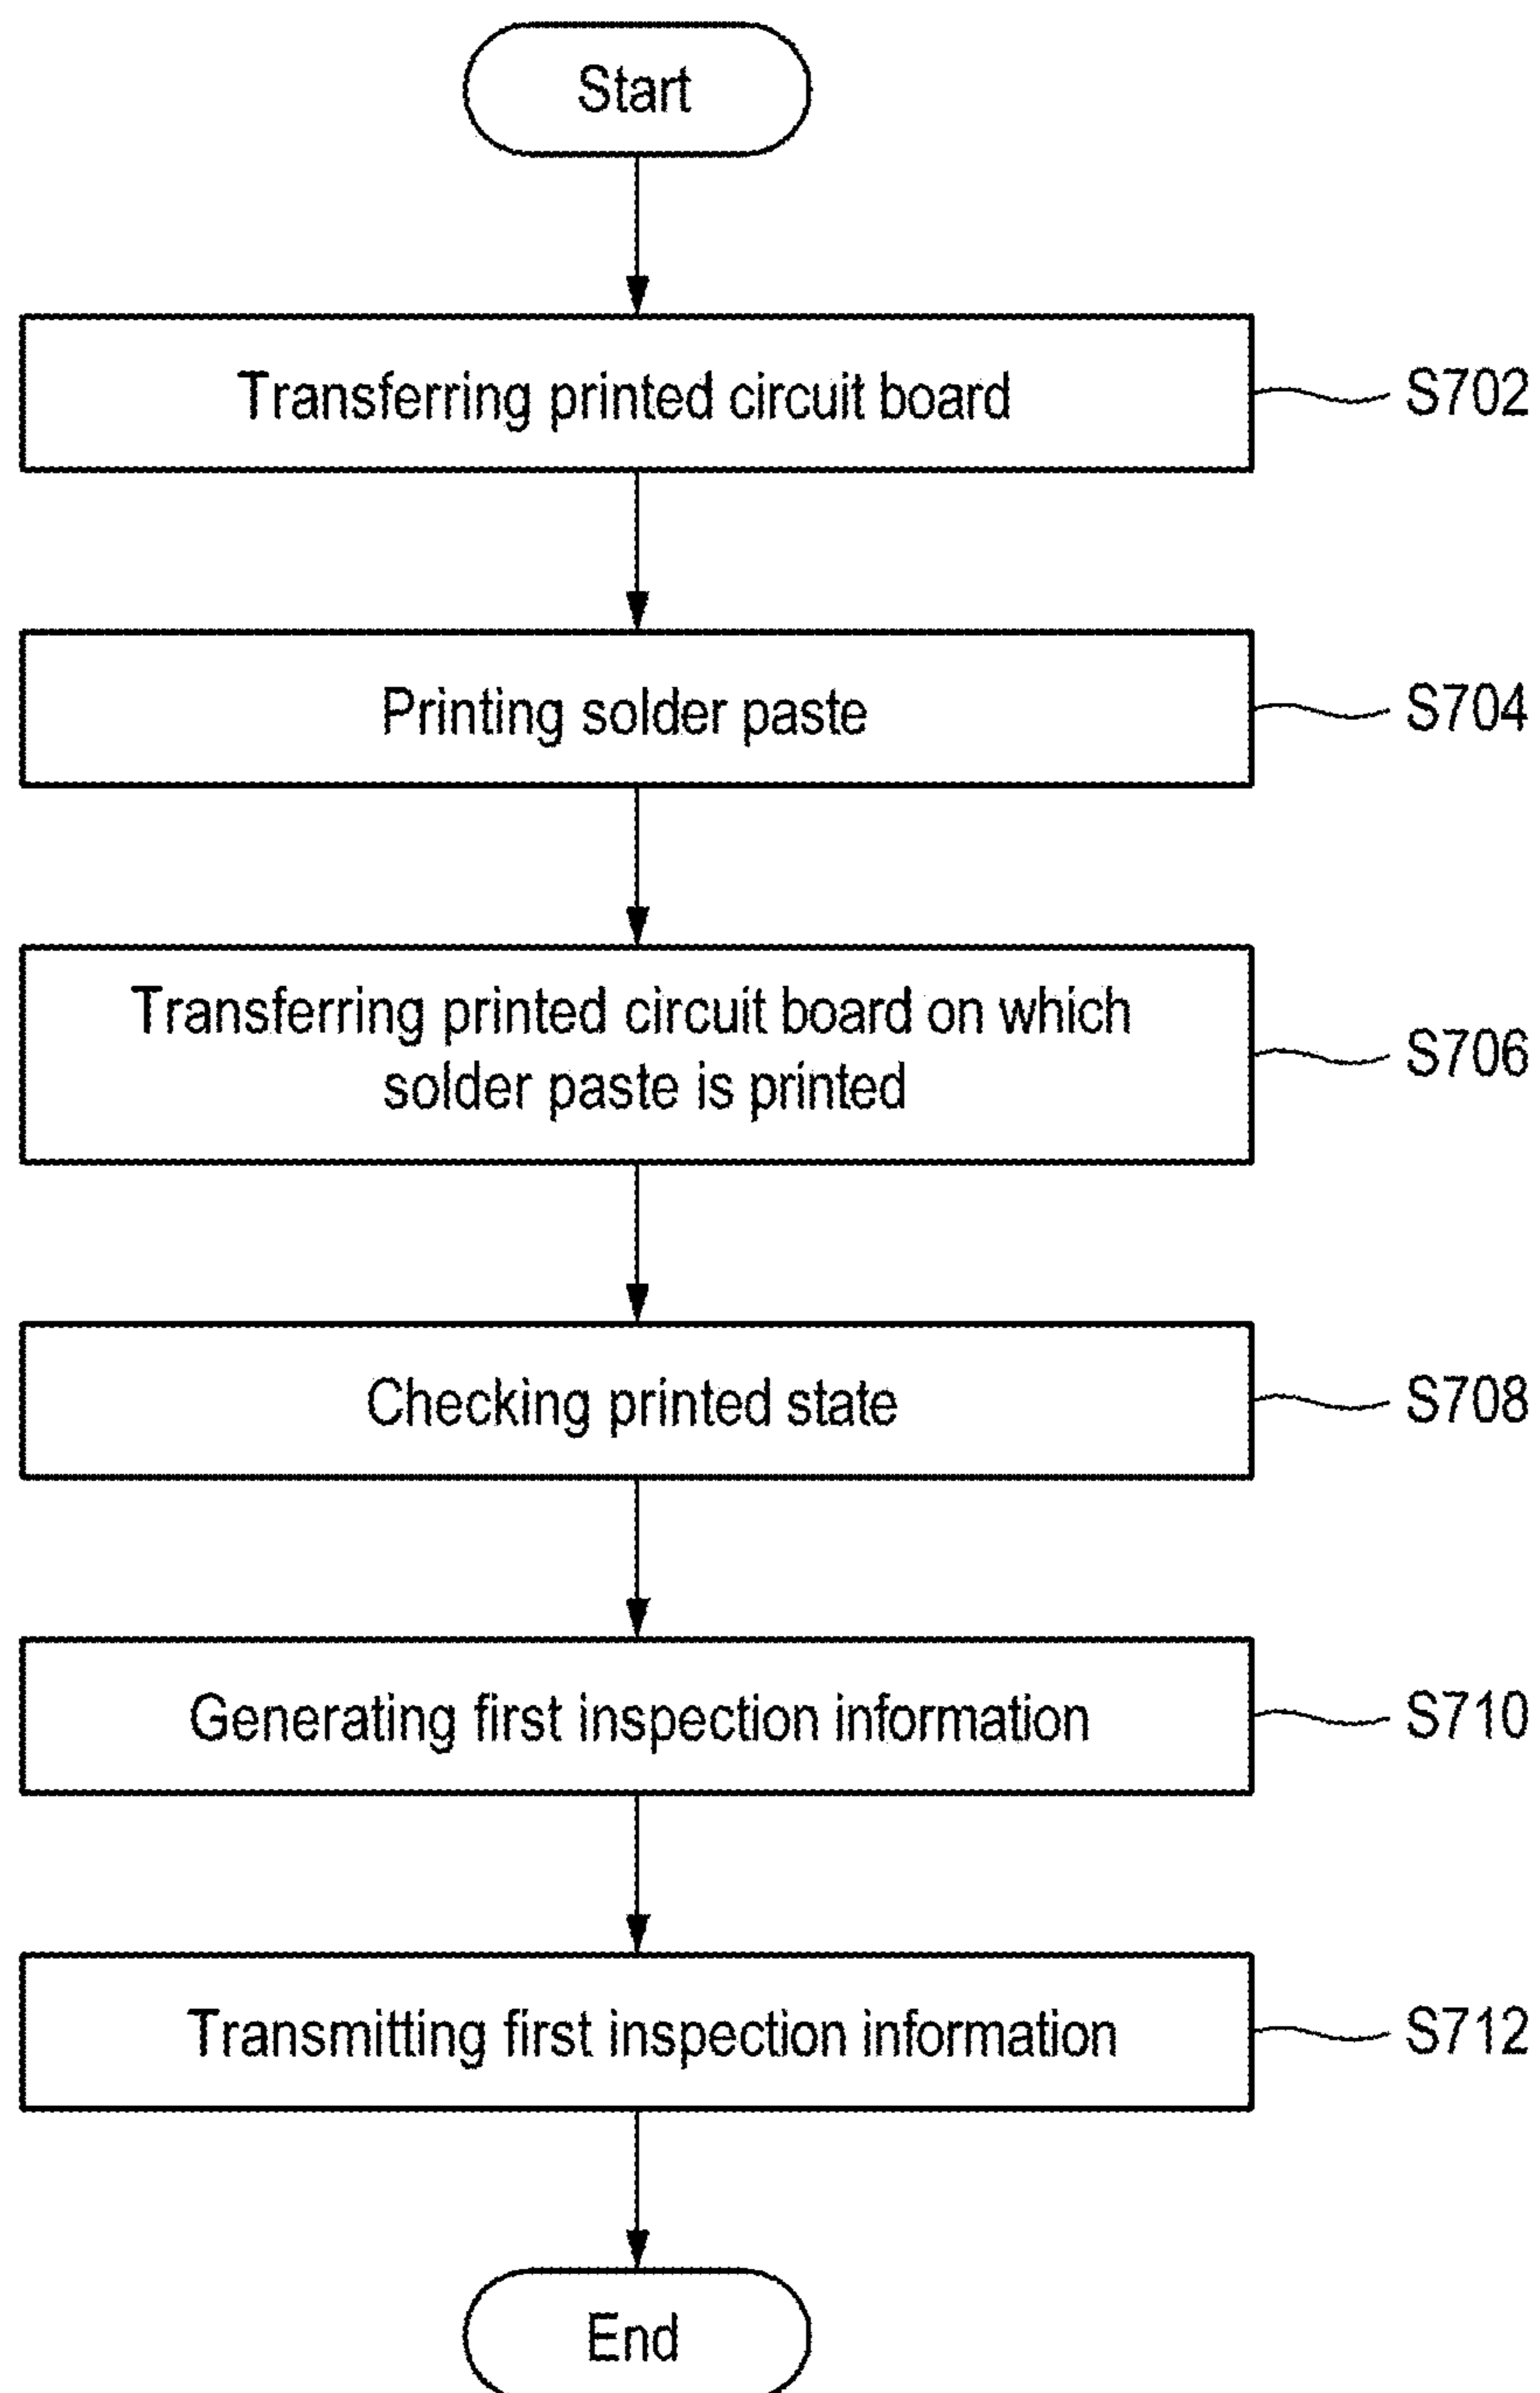 Start
Transferring printed circuit board
S702
Printing solder paste
S704
Transferring printed circuit board on which
solder paste is printed
S706
Checking printed state
S708
Generating first inspection information
S710
Transmitting first inspection information
S712
End